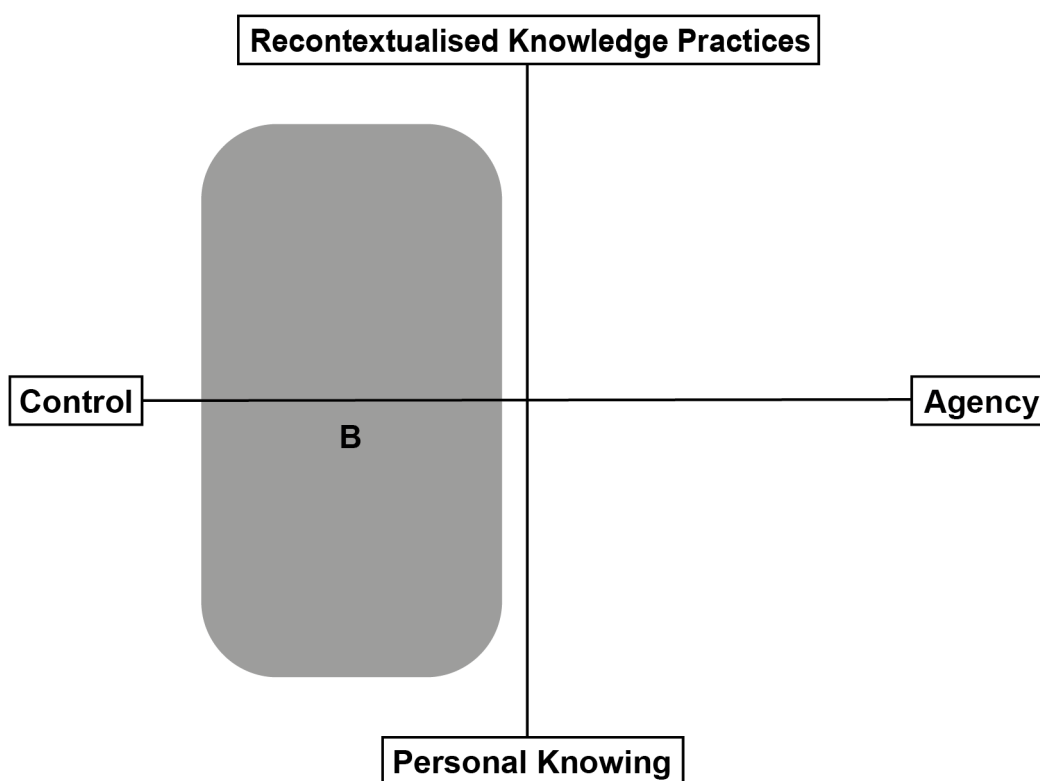 Recontextualised Knowledge Practices
Control
Agency
B
Personal Knowing